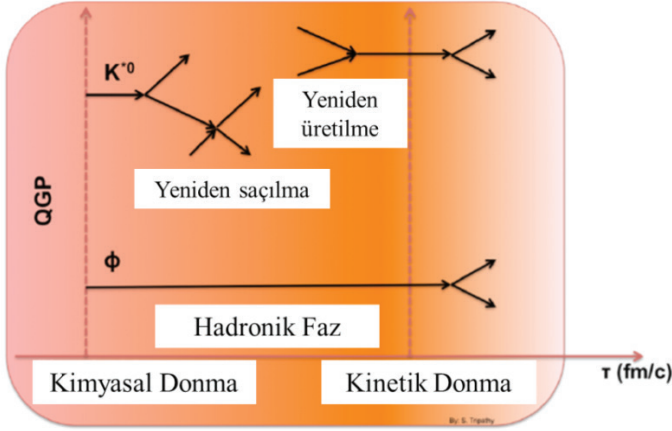 K*0
Yeniden
üretilme
Yeniden saçılma
QGP
ϕ
Hadronik Faz
Kimyasal Donma
Kinetik Donma
τ (fm/c)
By: S. Tripathy